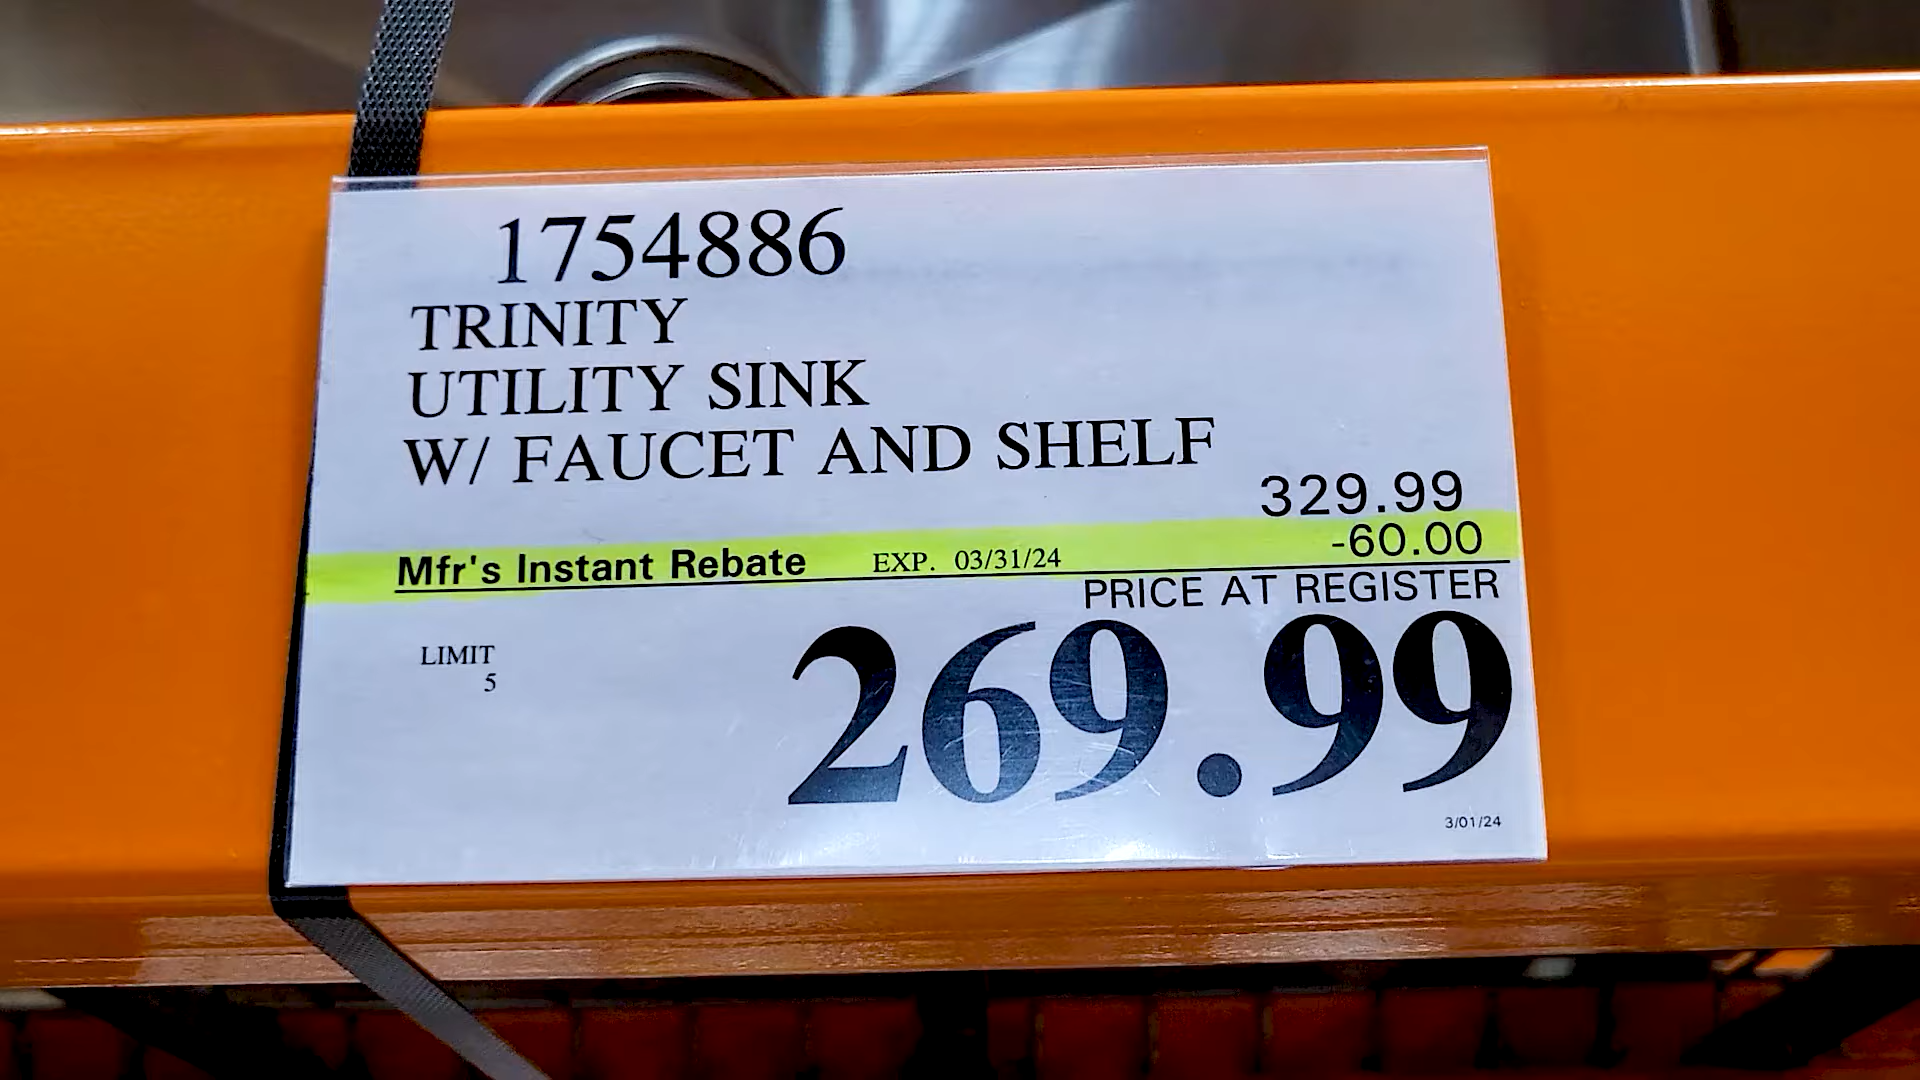 1754886
TRINITY
UTILITY SINK
W/ FAUCET AND SHELF
329.99
Mfr's Instant Rebate EXP. 03/31/24 -60.00
PRICE AT REGISTER
LIMIT
5
269.99
3/01/24